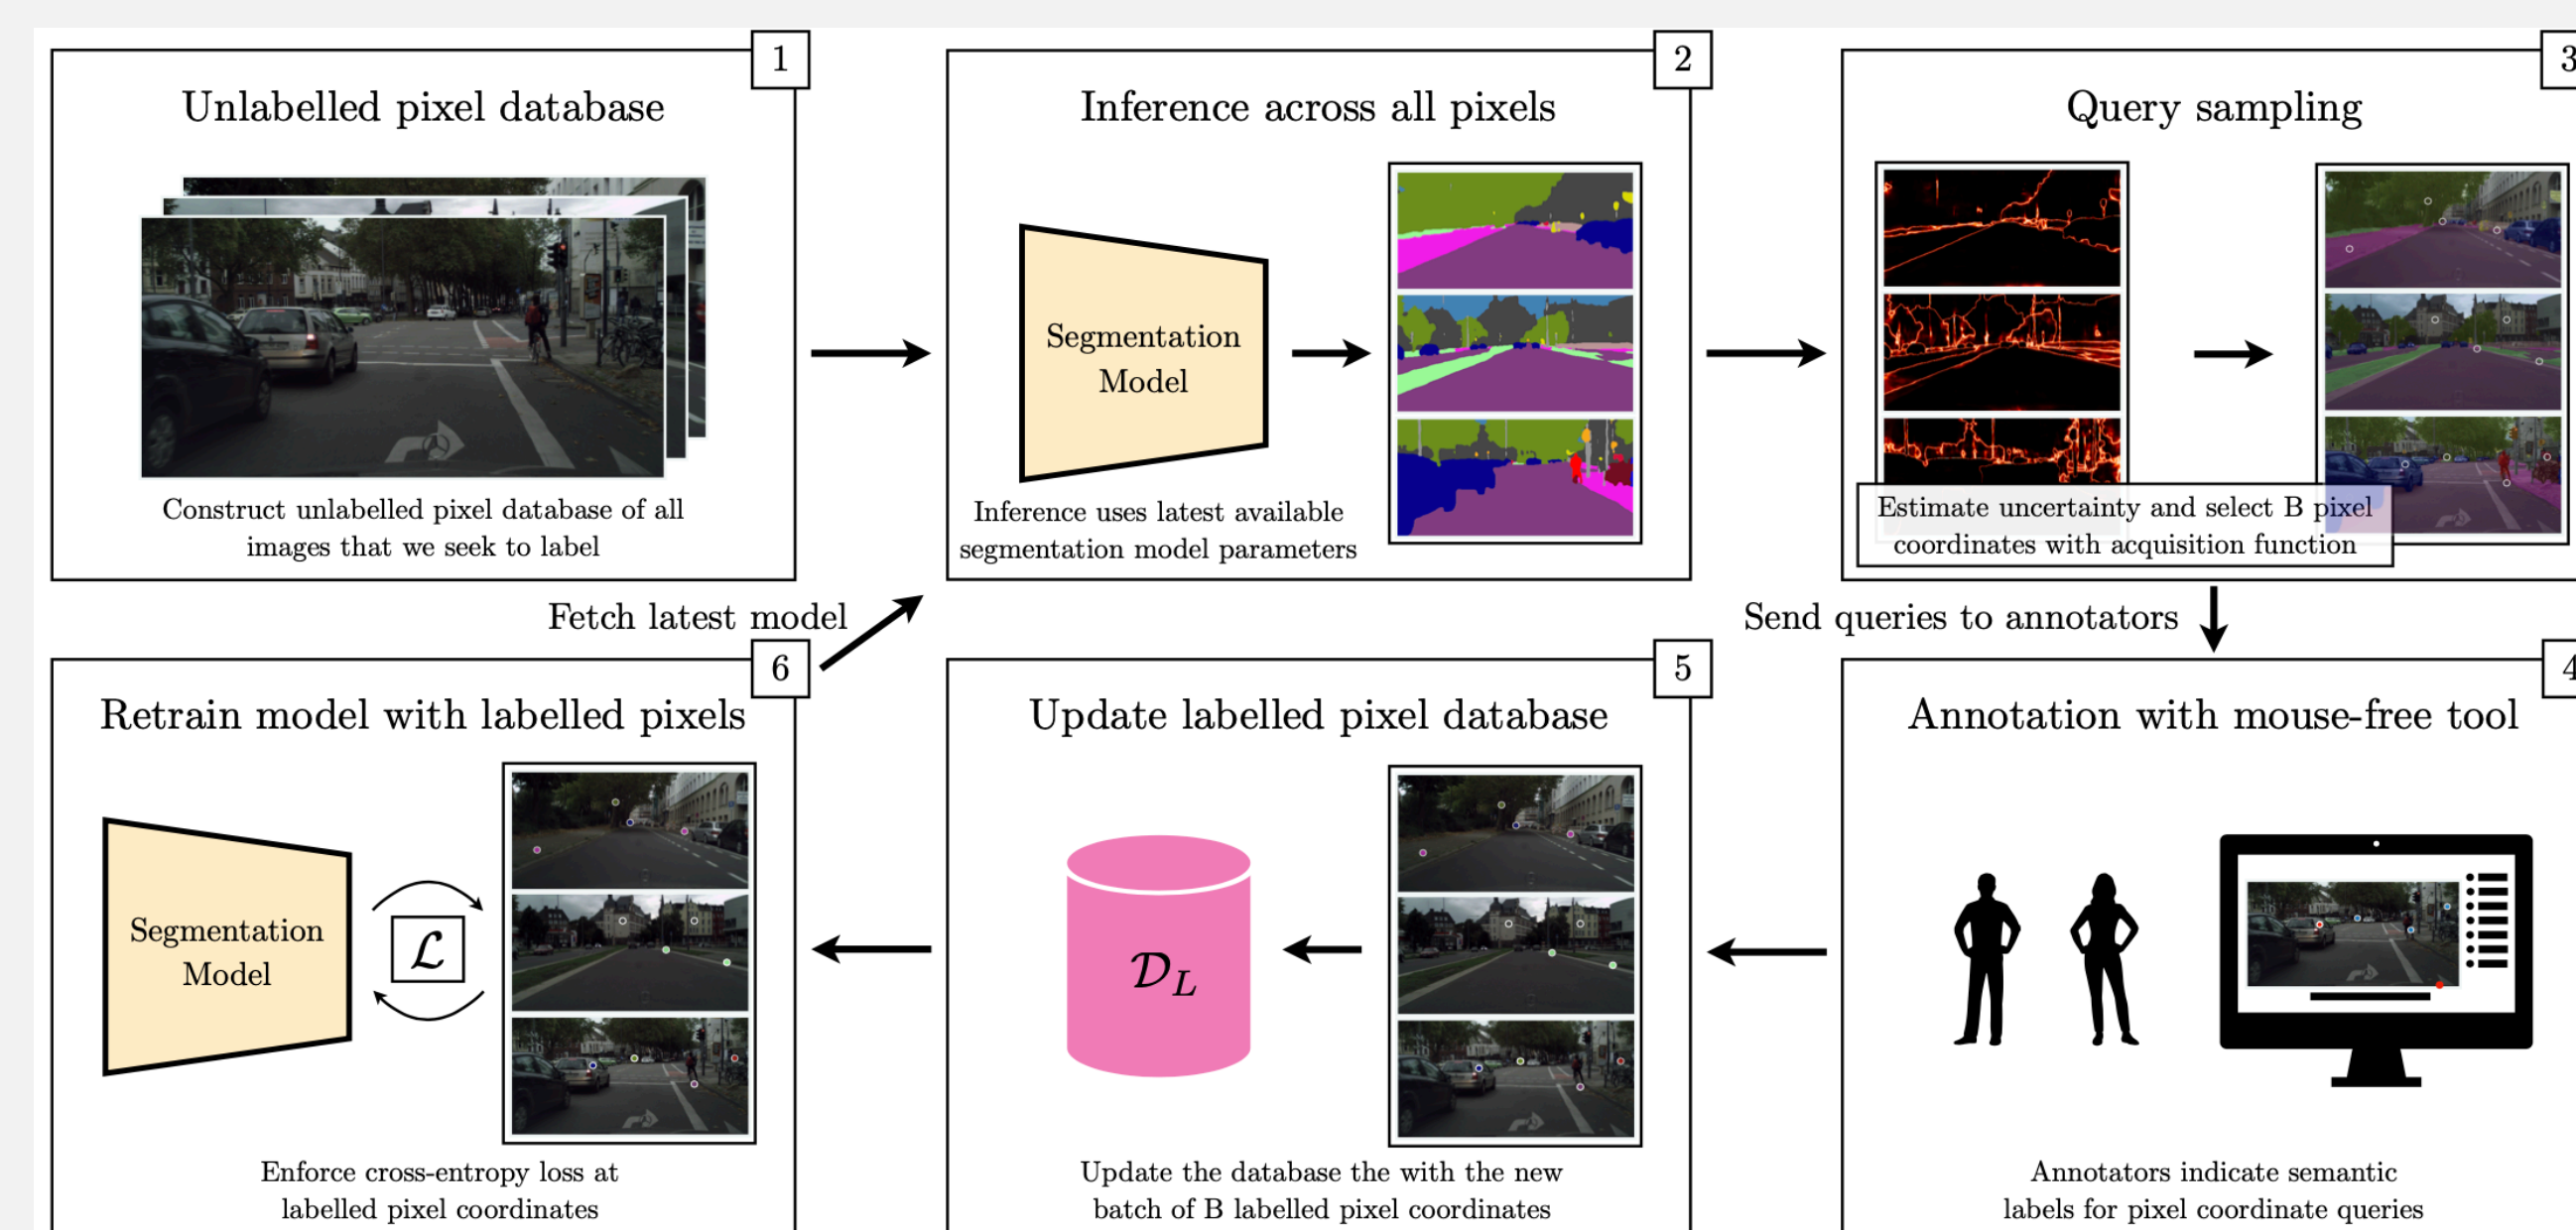 1
Unlabelled pixel database
Construct unlabelled pixel database of all
images that we seek to label
2
Inference across all pixels
Segmentation
Model
Inference uses latest available
segmentation model parameters
3
Query sampling
Estimate uncertainty and select B pixel
coordinates with acquisition function
Fetch latest model
Send queries to annotators
6
Retrain model with labelled pixels
Segmentation
Model
ℒ
Enforce cross-entropy loss at
labelled pixel coordinates
5
Update labelled pixel database
𝒟_L
Update the database the with the new
batch of B labelled pixel coordinates
4
Annotation with mouse-free tool
Annotators indicate semantic
labels for pixel coordinate queries